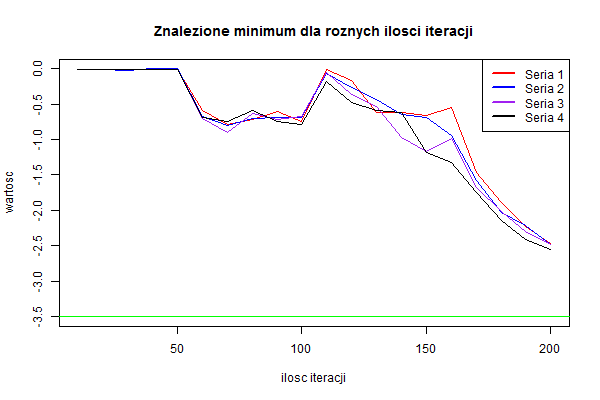 Znalezione minimum dla roznych ilosci iteracji
wartosc
0.0
-0.5
-1.0
-1.5
-2.0
-2.5
-3.0
-3.5
Seria 1
Seria 2
Seria 3
Seria 4
50
100
150
200
ilosc iteracji